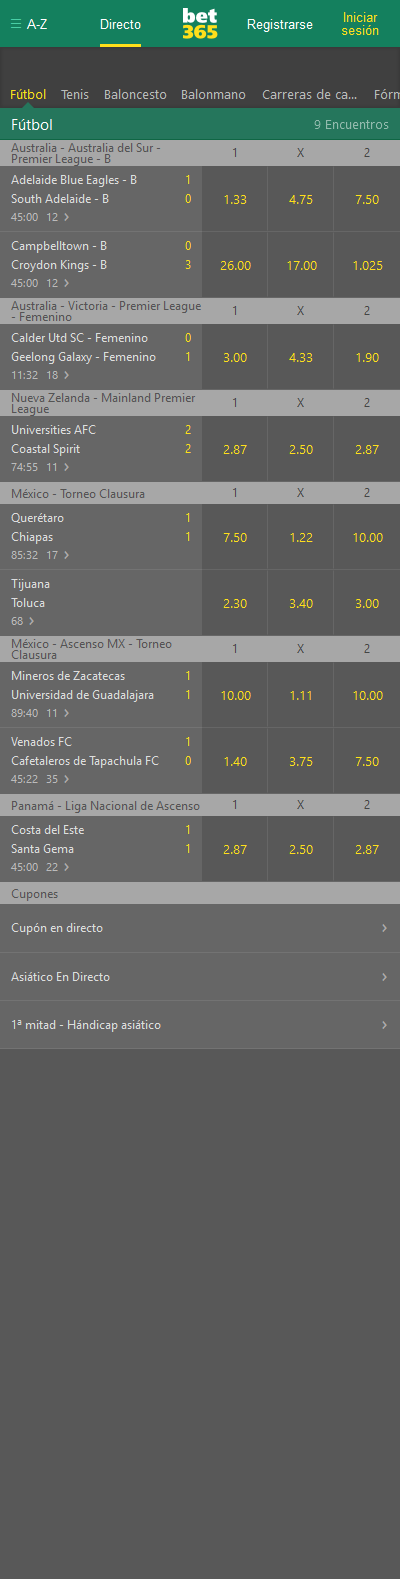 A-Z
Directo
bet365
Registrarse
Iniciar sesión
Fútbol Tenis Baloncesto Balonmano Carreras de ca... Fórm
Fútbol 9 Encuentros
Australia - Australia del Sur -
Premier League - B 1 X 2
Adelaide Blue Eagles - B 1
South Adelaide - B 0
1.33 4.75 7.50
45:00 12
Campbelltown - B 0
Croydon Kings - B 3
26.00 17.00 1.025
45:00 12
Australia - Victoria - Premier League
- Femenino 1 X 2
Calder Utd SC - Femenino 0
Geelong Galaxy - Femenino 1
3.00 4.33 1.90
11:32 18
Nueva Zelanda - Mainland Premier
League 1 X 2
Universities AFC 2
Coastal Spirit 2
2.87 2.50 2.87
74:55 11
México - Torneo Clausura 1 X 2
Querétaro 1
Chiapas 1
7.50 1.22 10.00
85:32 17
Tijuana
Toluca
2.30 3.40 3.00
68
México - Ascenso MX - Torneo
Clausura 1 X 2
Mineros de Zacatecas 1
Universidad de Guadalajara 1
10.00 1.11 10.00
89:40 11
Venados FC 1
Cafetaleros de Tapachula FC 0
1.40 3.75 7.50
45:22 35
Panamá - Liga Nacional de Ascenso 1 X 2
Costa del Este 1
Santa Gema 1
2.87 2.50 2.87
45:00 22
Cupones
Cupón en directo
Asiático En Directo
1ª mitad - Hándicap asiático